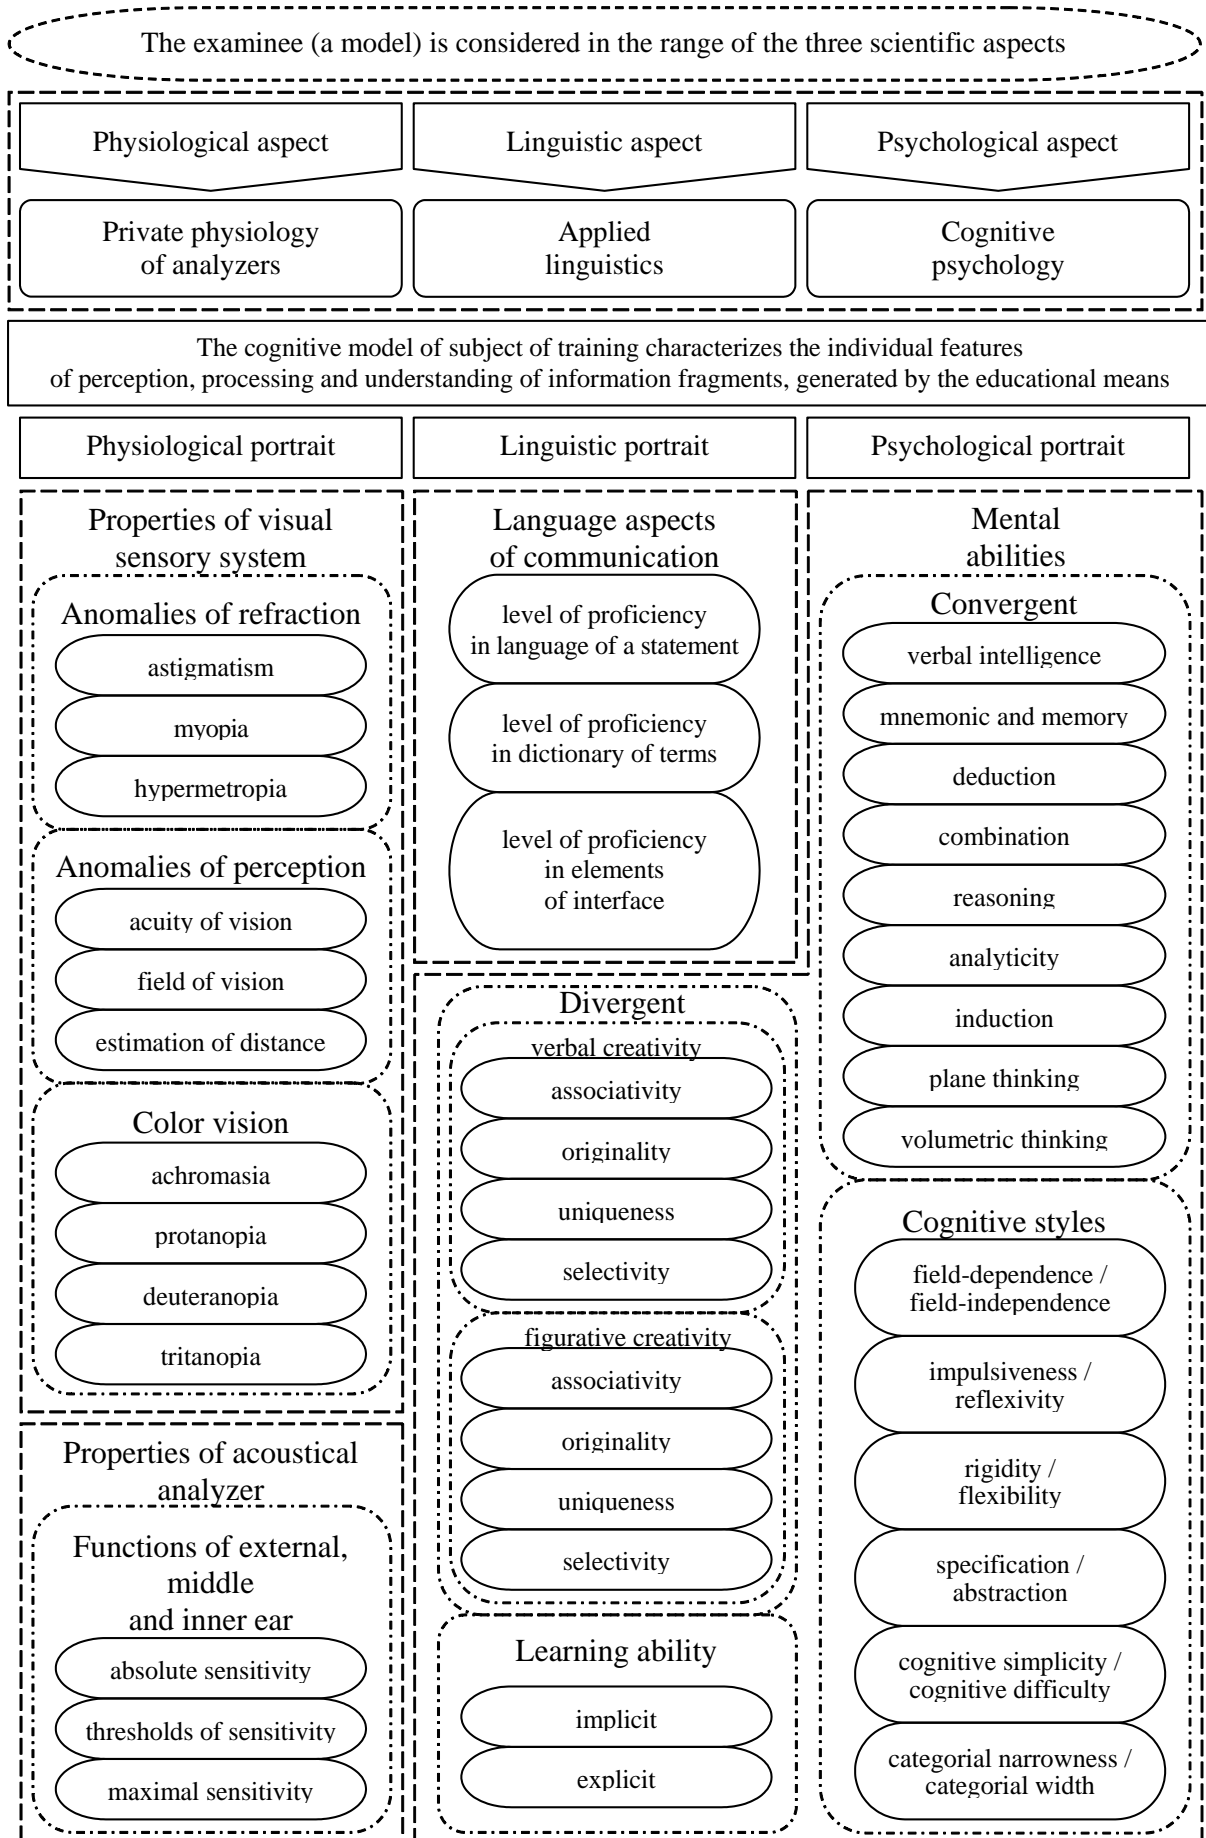 The examinee (a model) is considered in the range of the three scientific aspects
Physiological aspect
Linguistic aspect
Psychological aspect
Private physiology
of analyzers
Applied
linguistics
Cognitive
psychology
The cognitive model of subject of training characterizes the individual features
of perception, processing and understanding of information fragments, generated by the educational means
Physiological portrait
Linguistic portrait
Psychological portrait
Properties of visual
sensory system
Anomalies of refraction
astigmatism
myopia
hypermetropia
Anomalies of perception
acuity of vision
field of vision
estimation of distance
Color vision
achromasia
protanopia
deuteranopia
tritanopia
Properties of acoustical
analyzer
Functions of external,
middle
and inner ear
absolute sensitivity
thresholds of sensitivity
maximal sensitivity
Language aspects
of communication
level of proficiency
in language of a statement
level of proficiency
in dictionary of terms
level of proficiency
in elements
of interface
Mental
abilities
Convergent
verbal intelligence
mnemonic and memory
deduction
combination
reasoning
analyticity
induction
plane thinking
volumetric thinking
Divergent
verbal creativity
associativity
originality
uniqueness
selectivity
figurative creativity
associativity
originality
uniqueness
selectivity
Learning ability
implicit
explicit
Cognitive styles
field-dependence /
field-independence
impulsiveness /
reflexivity
rigidity /
flexibility
specification /
abstraction
cognitive simplicity /
cognitive difficulty
categorial narrowness /
categorial width